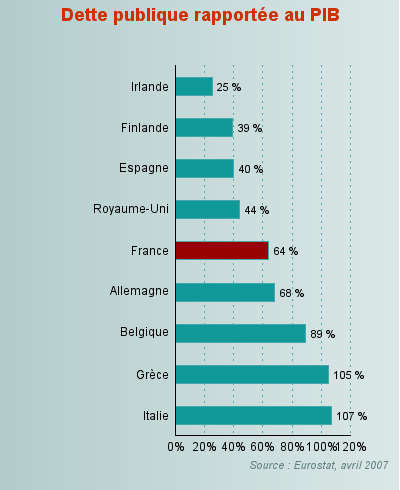 Dette publique rapportée au PIB
Irlande 25 %
Finlande 39 %
Espagne 40 %
Royaume-Uni 44 %
France 64 %
Allemagne 68 %
Belgique 89 %
Grèce 105 %
Italie 107 %
0% 20% 40% 60% 80% 100% 120%
Source : Eurostat, avril 2007